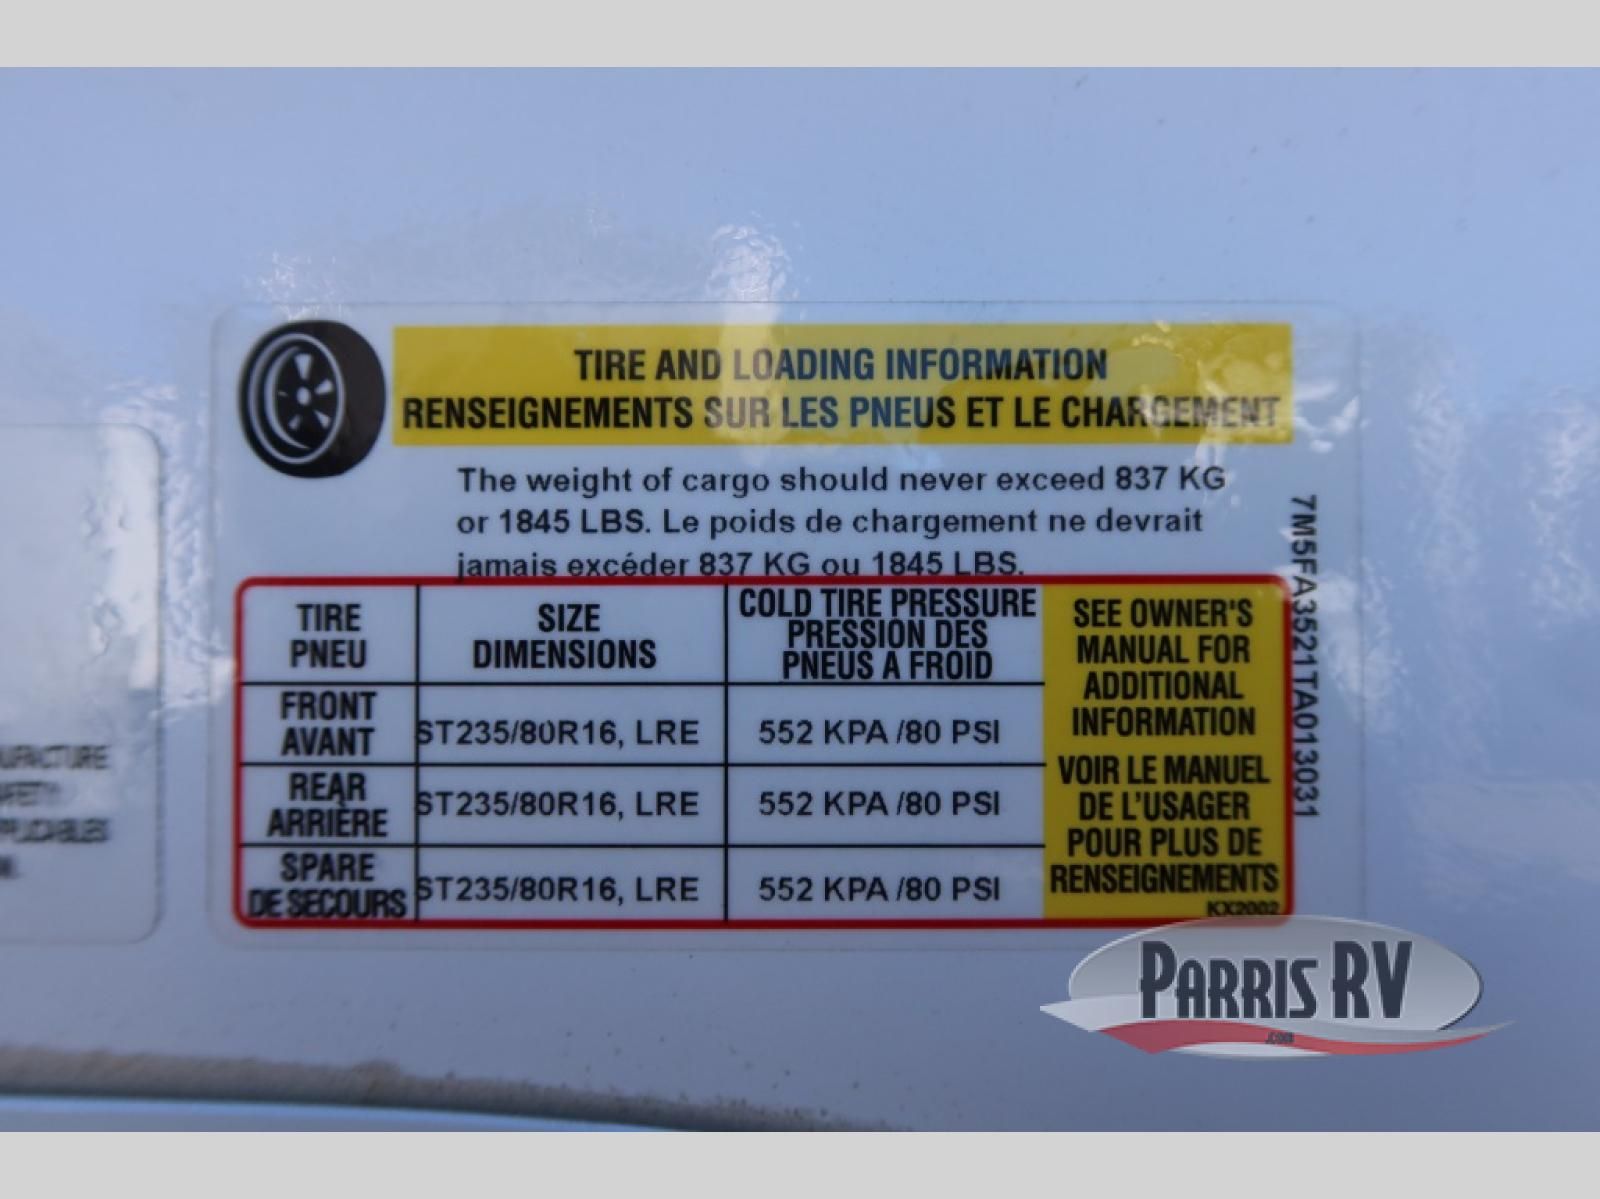 TIRE AND LOADING INFORMATION
RENSEIGNEMENTS SUR LES PNEUS ET LE CHARGEMENT
The weight of cargo should never exceed 837 KG
or 1845 LBS. Le poids de chargement ne devrait
jamais excéder 837 KG ou 1845 LBS.
TIRE
PNEU
SIZE
DIMENSIONS
COLD TIRE PRESSURE
PRESSION DES
PNEUS A FROID
FRONT
AVANT
ST235/80R16, LRE
552 KPA /80 PSI
REAR
ARRIÈRE
ST235/80R16, LRE
552 KPA /80 PSI
SPARE
DE SECOURS
ST235/80R16, LRE
552 KPA /80 PSI
SEE OWNER'S
MANUAL FOR
ADDITIONAL
INFORMATION
VOIR LE MANUEL
DE L'USAGER
POUR PLUS DE
RENSEIGNEMENTS
KX2002
7M5FA3521TA013031
PARRIS RV
.COM